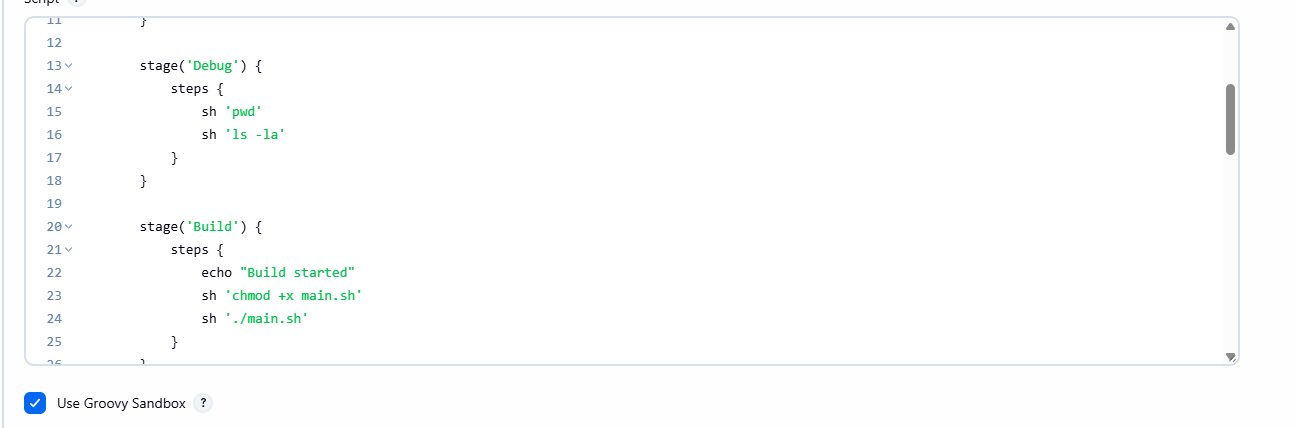 Script ?
11 }
12
13 stage('Debug') {
14 steps {
15 sh 'pwd'
16 sh 'ls -la'
17 }
18 }
19
20 stage('Build') {
21 steps {
22 echo "Build started"
23 sh 'chmod +x main.sh'
24 sh './main.sh'
25 }
26 }
Use Groovy Sandbox ?